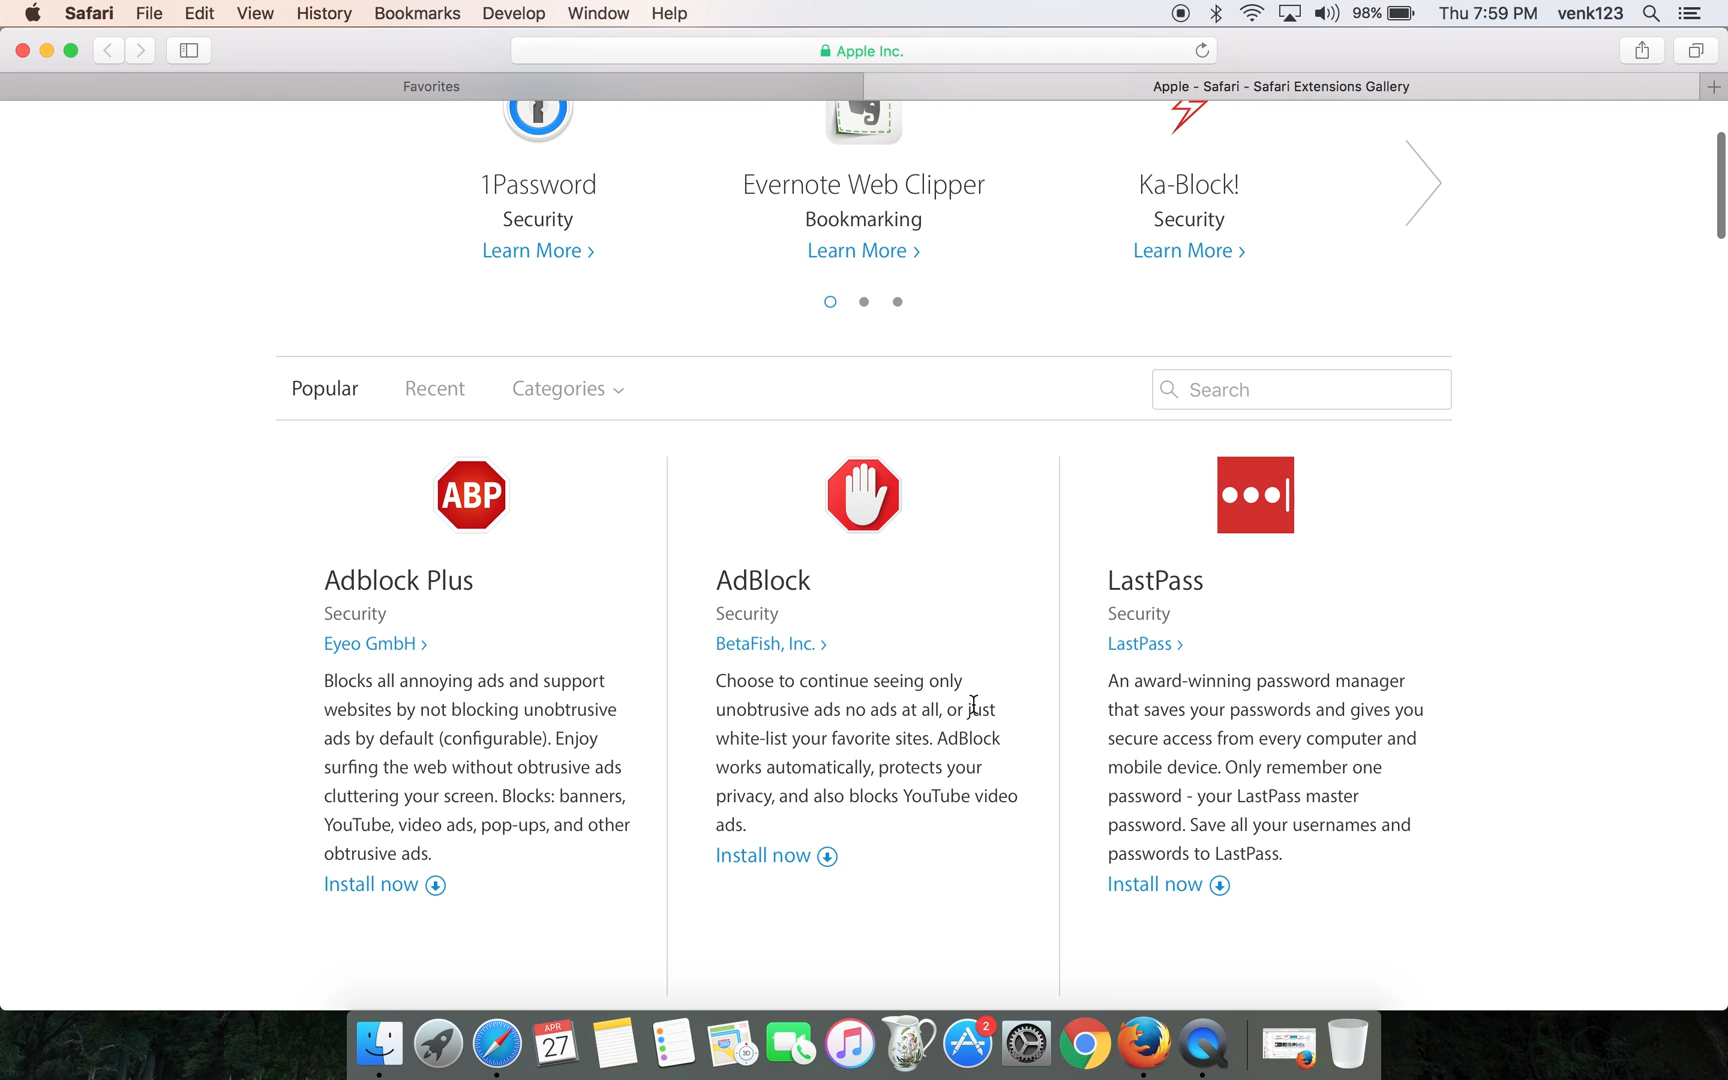 Safari File Edit View History Bookmarks Develop Window Help 98% Thu 7:59 PM venk123
Apple Inc.
Favorites Apple - Safari - Safari Extensions Gallery
1Password
Security
Learn More ›
Evernote Web Clipper
Bookmarking
Learn More ›
Ka-Block!
Security
Learn More ›
Popular Recent Categories Search
ABP
Adblock Plus
Security
Eyeo GmbH ›
Blocks all annoying ads and support
websites by not blocking unobtrusive
ads by default (configurable). Enjoy
surfing the web without obtrusive ads
cluttering your screen. Blocks: banners,
YouTube, video ads, pop-ups, and other
obtrusive ads.
Install now
AdBlock
Security
BetaFish, Inc. ›
Choose to continue seeing only
unobtrusive ads no ads at all, or just
white-list your favorite sites. AdBlock
works automatically, protects your
privacy, and also blocks YouTube video
ads.
Install now
LastPass
Security
LastPass ›
An award-winning password manager
that saves your passwords and gives you
secure access from every computer and
mobile device. Only remember one
password - your LastPass master
password. Save all your usernames and
passwords to LastPass.
Install now
APR
27
3D
2